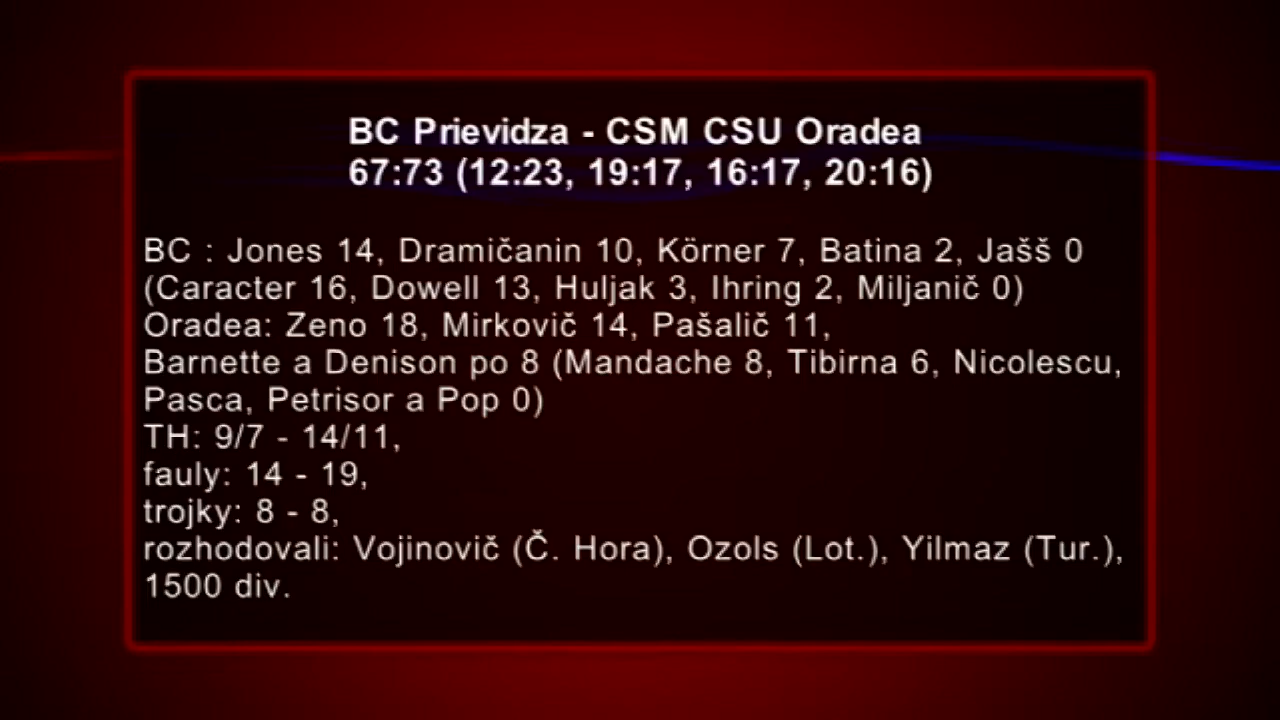 BC Prievidza - CSM CSU Oradea
67:73 (12:23, 19:17, 16:17, 20:16)
BC : Jones 14, Dramičanin 10, Körner 7, Batina 2, Jašš 0
(Caracter 16, Dowell 13, Huljak 3, Ihring 2, Miljanič 0)
Oradea: Zeno 18, Mirkovič 14, Pašalič 11,
Barnette a Denison po 8 (Mandache 8, Tibirna 6, Nicolescu,
Pasca, Petrisor a Pop 0)
TH: 9/7 - 14/11,
fauly: 14 - 19,
trojky: 8 - 8,
rozhodovali: Vojinovič (Č. Hora), Ozols (Lot.), Yilmaz (Tur.),
1500 div.